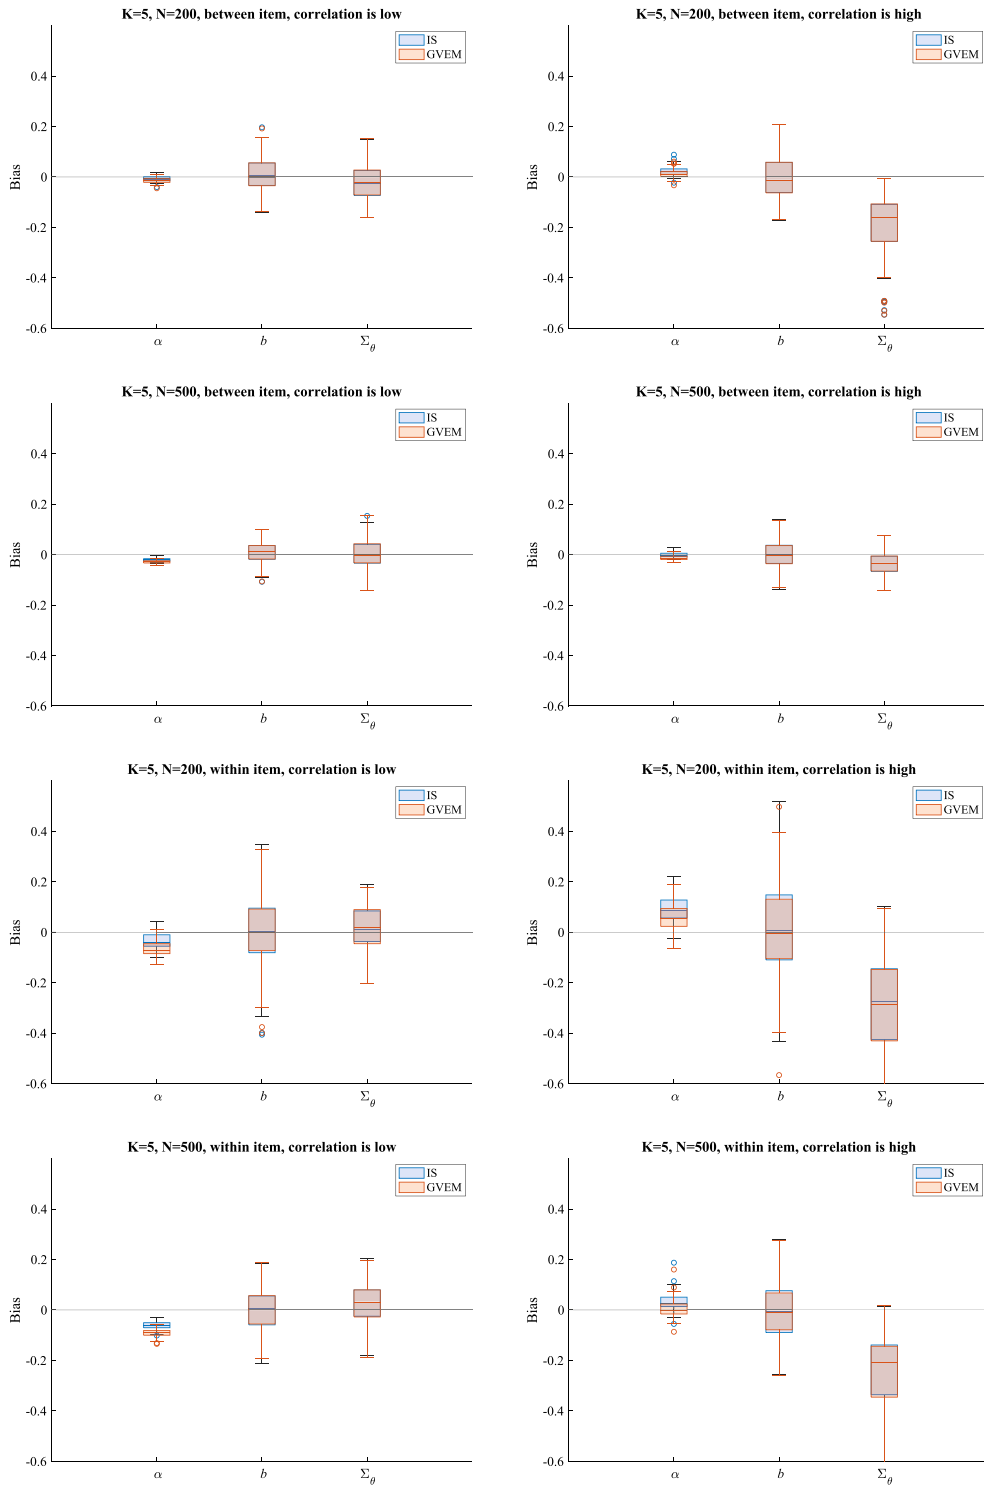 K=5, N=200, between item, correlation is low
IS
GVEM
0.4
0.2
0
-0.2
-0.4
-0.6
Bias
α b Σθ
K=5, N=200, between item, correlation is high
IS
GVEM
0.4
0.2
0
-0.2
-0.4
-0.6
Bias
α b Σθ
K=5, N=500, between item, correlation is low
IS
GVEM
0.4
0.2
0
-0.2
-0.4
-0.6
Bias
α b Σθ
K=5, N=500, between item, correlation is high
IS
GVEM
0.4
0.2
0
-0.2
-0.4
-0.6
Bias
α b Σθ
K=5, N=200, within item, correlation is low
IS
GVEM
0.4
0.2
0
-0.2
-0.4
-0.6
Bias
α b Σθ
K=5, N=200, within item, correlation is high
IS
GVEM
0.4
0.2
0
-0.2
-0.4
-0.6
Bias
α b Σθ
K=5, N=500, within item, correlation is low
IS
GVEM
0.4
0.2
0
-0.2
-0.4
-0.6
Bias
α b Σθ
K=5, N=500, within item, correlation is high
IS
GVEM
0.4
0.2
0
-0.2
-0.4
-0.6
Bias
α b Σθ